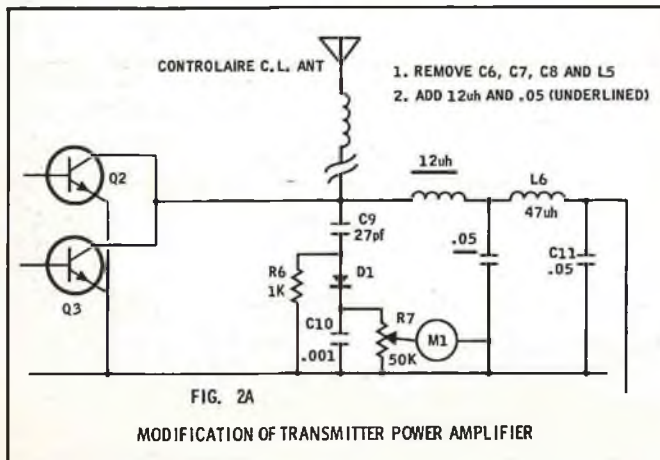 CONTROLAIRE C.L. ANT
1. REMOVE C6, C7, C8 AND L5
2. ADD 12uh AND .05 (UNDERLINED)
Q2
Q3
12uh
L6
47uh
C9
27pf
.05
C11
.05
R6
1K
D1
C10
.001
R7
50K
M1
FIG. 2A
MODIFICATION OF TRANSMITTER POWER AMPLIFIER